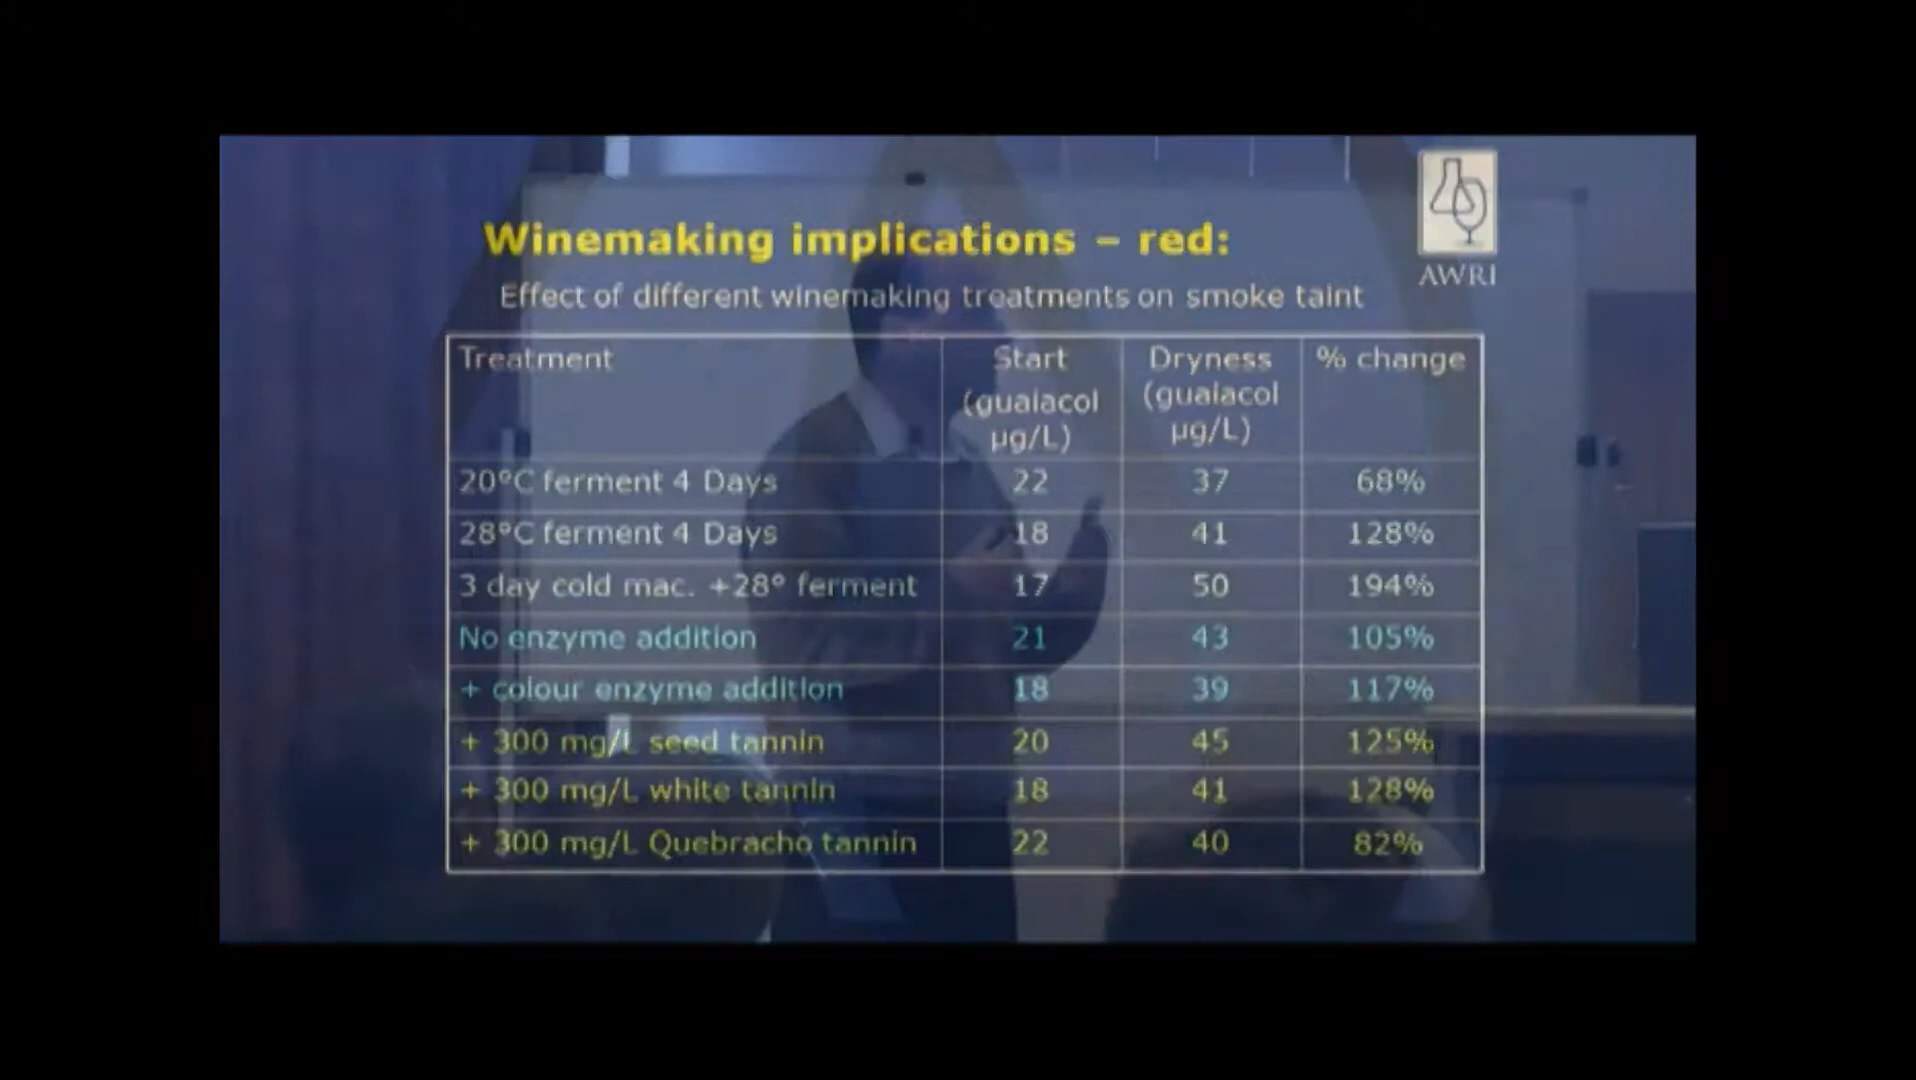 Winemaking implications – red:
AWRI
Effect of different winemaking treatments on smoke taint
Treatment Start (guaiacol µg/L) Dryness (guaiacol µg/L) % change
20ºC ferment 4 Days 22 37 68%
28ºC ferment 4 Days 18 41 128%
3 day cold mac. +28º ferment 17 50 194%
No enzyme addition 21 43 105%
+ colour enzyme addition 18 39 117%
+ 300 mg/L seed tannin 20 45 125%
+ 300 mg/L white tannin 18 41 128%
+ 300 mg/L Quebracho tannin 22 40 82%